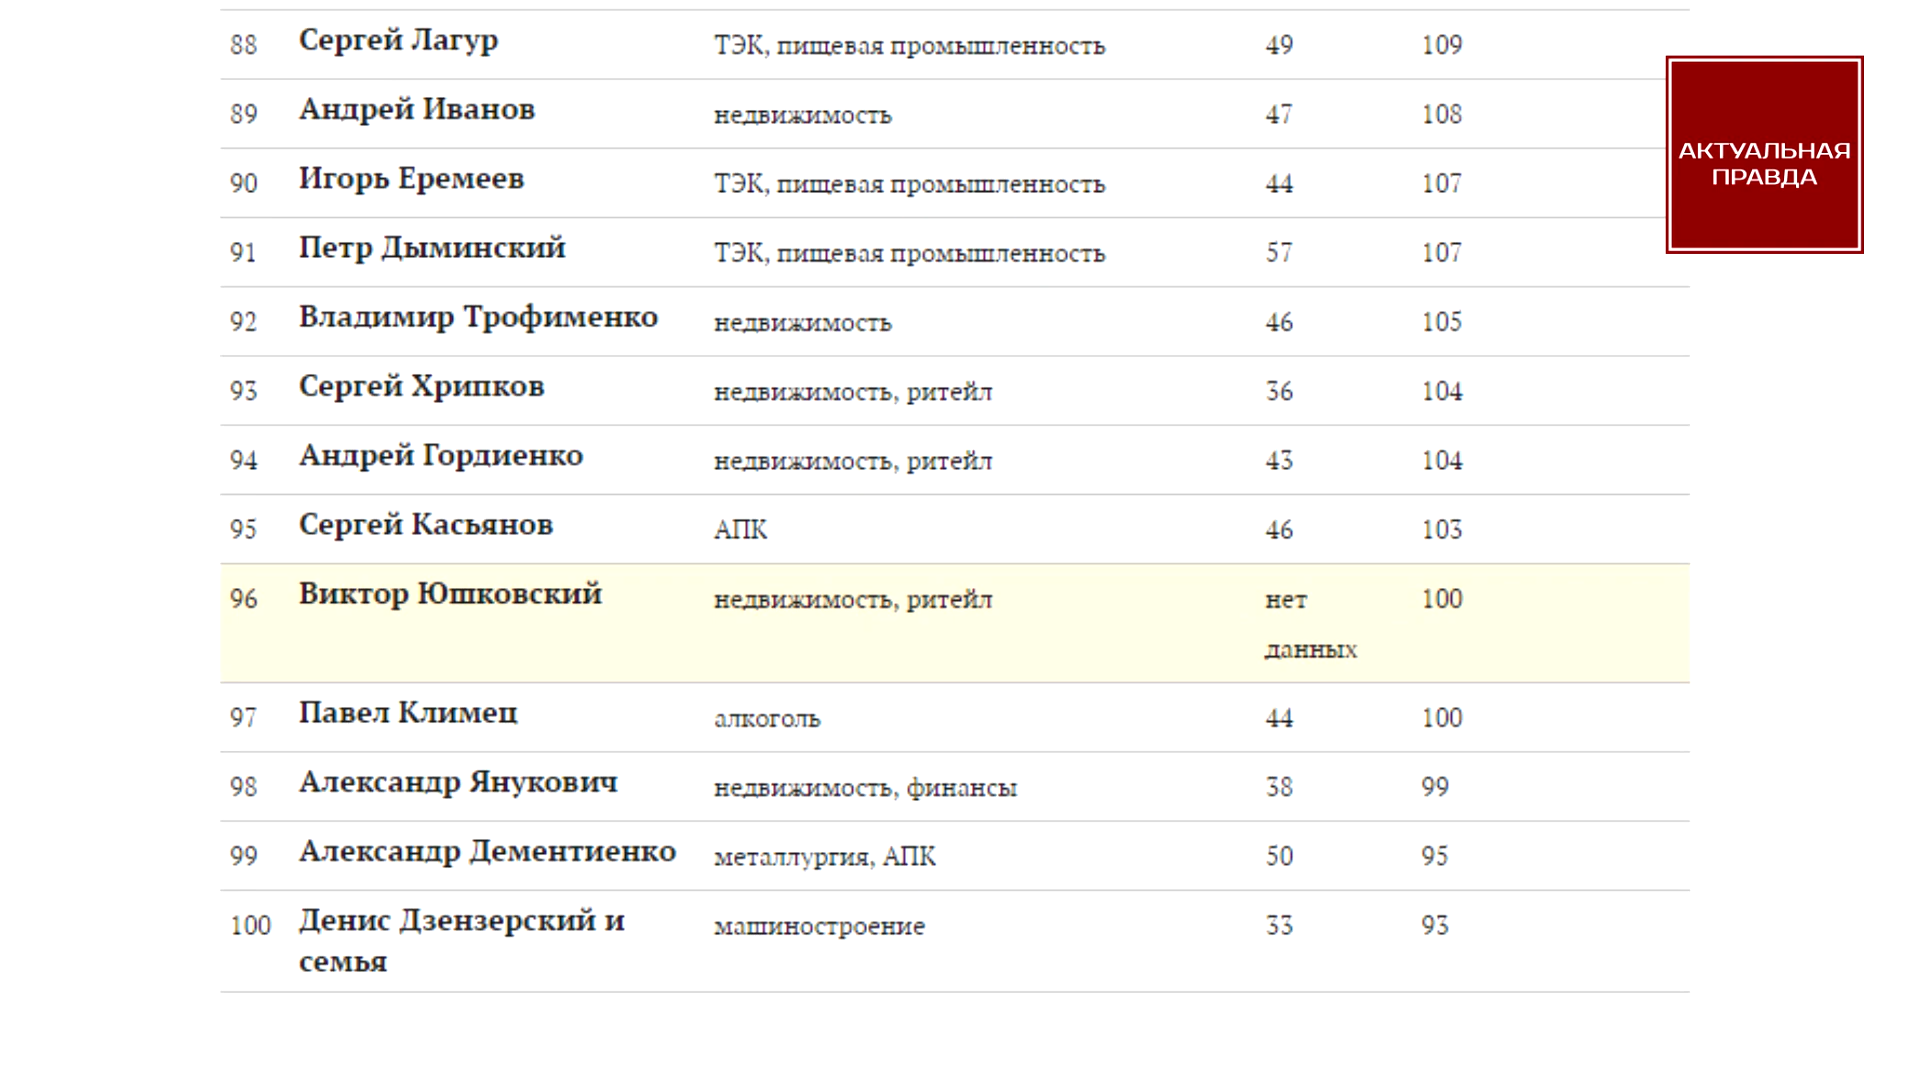 88 Сергей Лагур ТЭК, пищевая промышленность 49 109
89 Андрей Иванов недвижимость 47 108
90 Игорь Еремеев ТЭК, пищевая промышленность 44 107
91 Петр Дыминский ТЭК, пищевая промышленность 57 107
92 Владимир Трофименко недвижимость 46 105
93 Сергей Хрипков недвижимость, ритейл 36 104
94 Андрей Гордиенко недвижимость, ритейл 43 104
95 Сергей Касьянов АПК 46 103
96 Виктор Юшковский недвижимость, ритейл нет 100
данных
97 Павел Климец алкоголь 44 100
98 Александр Янукович недвижимость, финансы 38 99
99 Александр Дементиенко металлургия, АПК 50 95
100 Денис Дзензерский и машиностроение 33 93
семья
АКТУАЛЬНАЯ
ПРАВДА